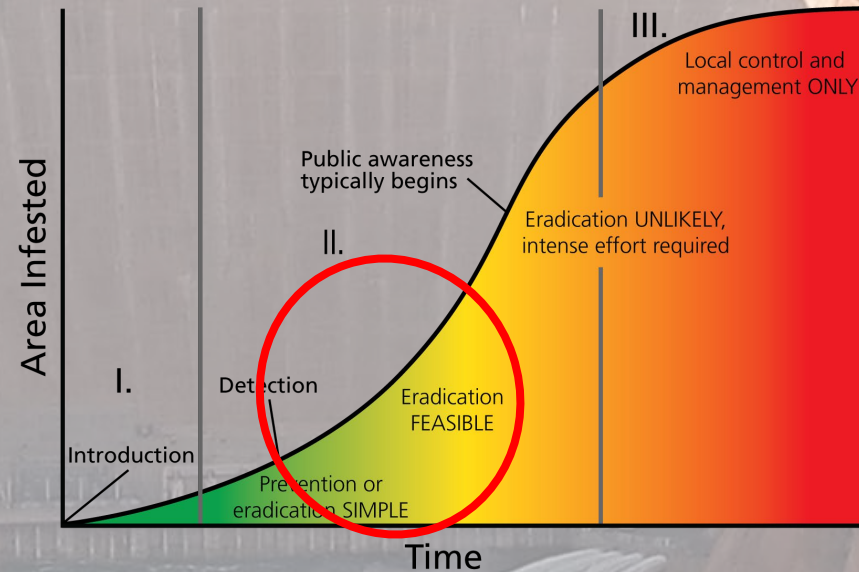 III.
Local control and
management ONLY
Public awareness
typically begins
Eradication UNLIKELY,
intense effort required
II.
Area Infested
I.
Detection
Eradication
FEASIBLE
Introduction
Prevention or
eradication SIMPLE
Time